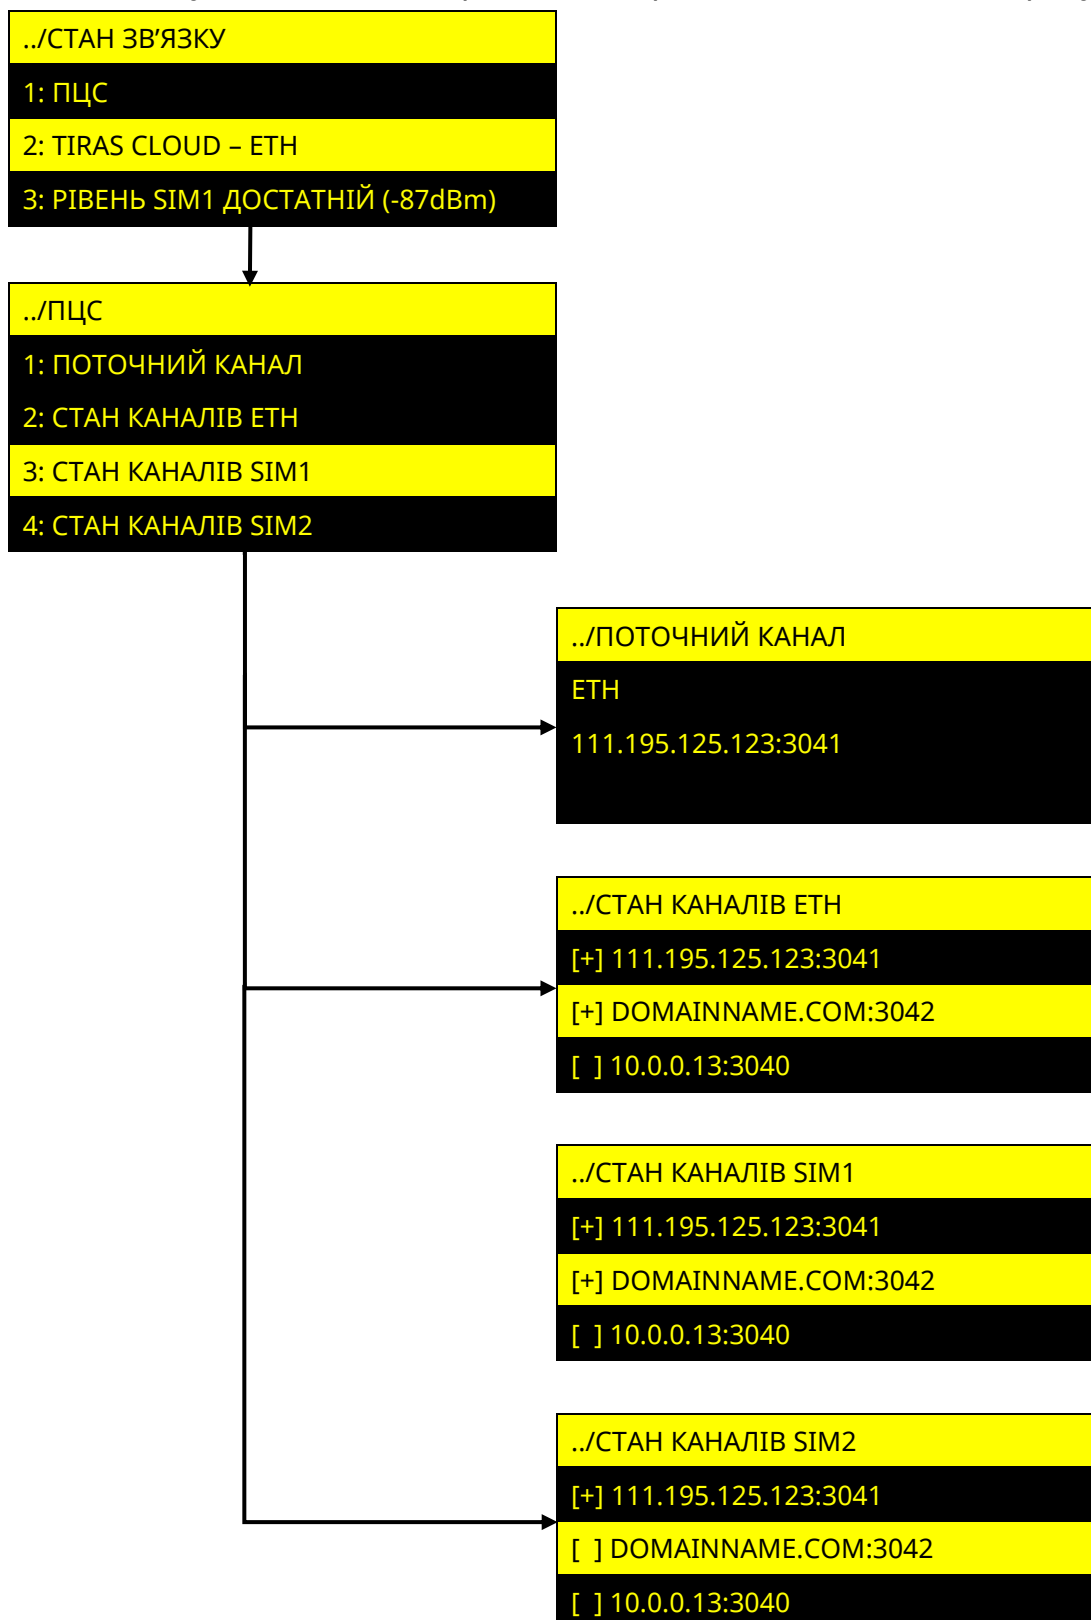 ../СТАН ЗВ’ЯЗКУ
1: ПЦС
2: TIRAS CLOUD – ETH
3: РІВЕНЬ SIM1 ДОСТАТНІЙ (-87dBm)
../ПЦС
1: ПОТОЧНИЙ КАНАЛ
2: СТАН КАНАЛІВ ETH
3: СТАН КАНАЛІВ SIM1
4: СТАН КАНАЛІВ SIM2
../ПОТОЧНИЙ КАНАЛ
ETH
111.195.125.123:3041
../СТАН КАНАЛІВ ETH
[+] 111.195.125.123:3041
[+] DOMAINNAME.COM:3042
[ ] 10.0.0.13:3040
../СТАН КАНАЛІВ SIM1
[+] 111.195.125.123:3041
[+] DOMAINNAME.COM:3042
[ ] 10.0.0.13:3040
../СТАН КАНАЛІВ SIM2
[+] 111.195.125.123:3041
[ ] DOMAINNAME.COM:3042
[ ] 10.0.0.13:3040